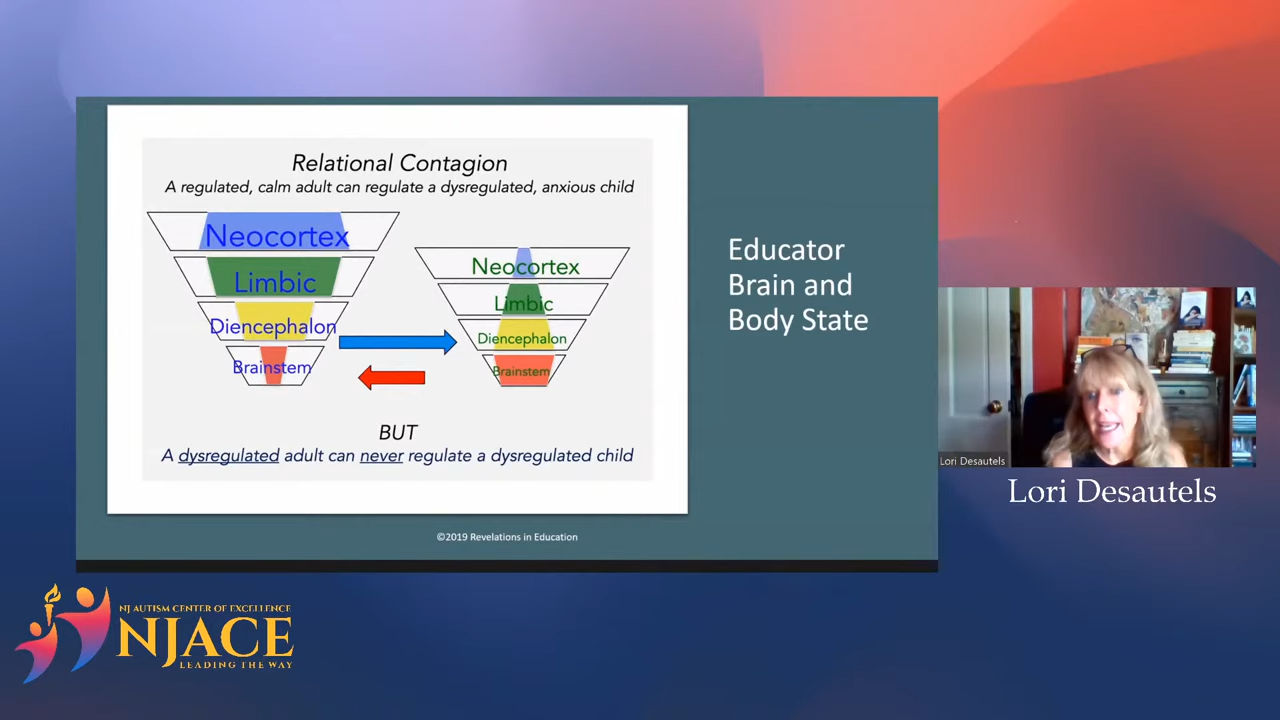 Relational Contagion
A regulated, calm adult can regulate a dysregulated, anxious child
Neocortex
Limbic
Diencephalon
Brainstem
Neocortex
Limbic
Diencephalon
Brainstem
BUT
A dysregulated adult can never regulate a dysregulated child
Educator
Brain and
Body State
©2019 Revelations in Education
Lori Desautels
Lori Desautels
NJ AUTISM CENTER OF EXCELLENCE
NJACE
LEADING THE WAY